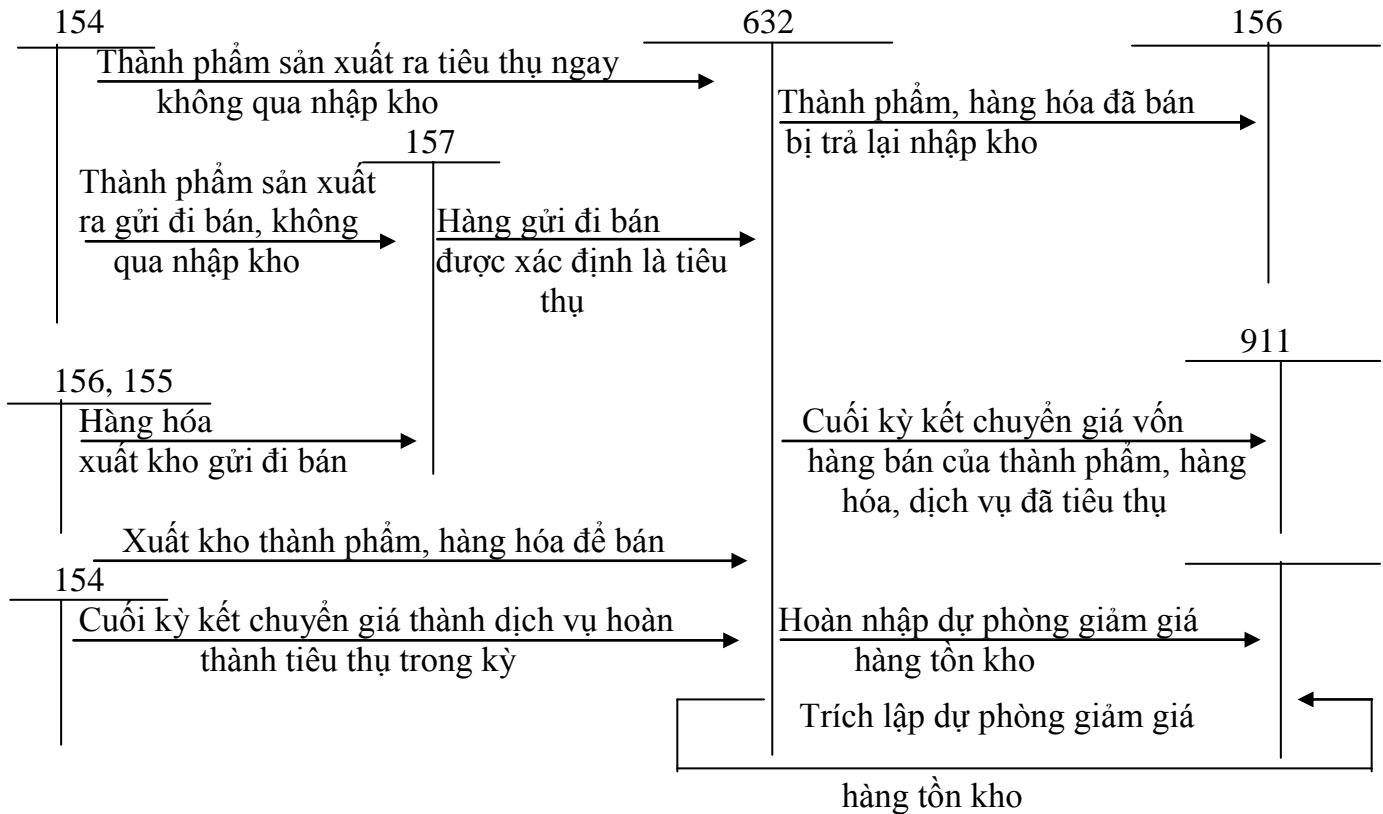 154
632
156
Thành phẩm sản xuất ra tiêu thụ ngay
không qua nhập kho
Thành phẩm, hàng hóa đã bán
bị trả lại nhập kho
157
Thành phẩm sản xuất
ra gửi đi bán, không
qua nhập kho
Hàng gửi đi bán
được xác định là tiêu
thụ
911
156, 155
Hàng hóa
xuất kho gửi đi bán
Cuối kỳ kết chuyển giá vốn
hàng bán của thành phẩm, hàng
hóa, dịch vụ đã tiêu thụ
Xuất kho thành phẩm, hàng hóa để bán
154
Cuối kỳ kết chuyển giá thành dịch vụ hoàn
thành tiêu thụ trong kỳ
Hoàn nhập dự phòng giảm giá
hàng tồn kho
Trích lập dự phòng giảm giá
hàng tồn kho